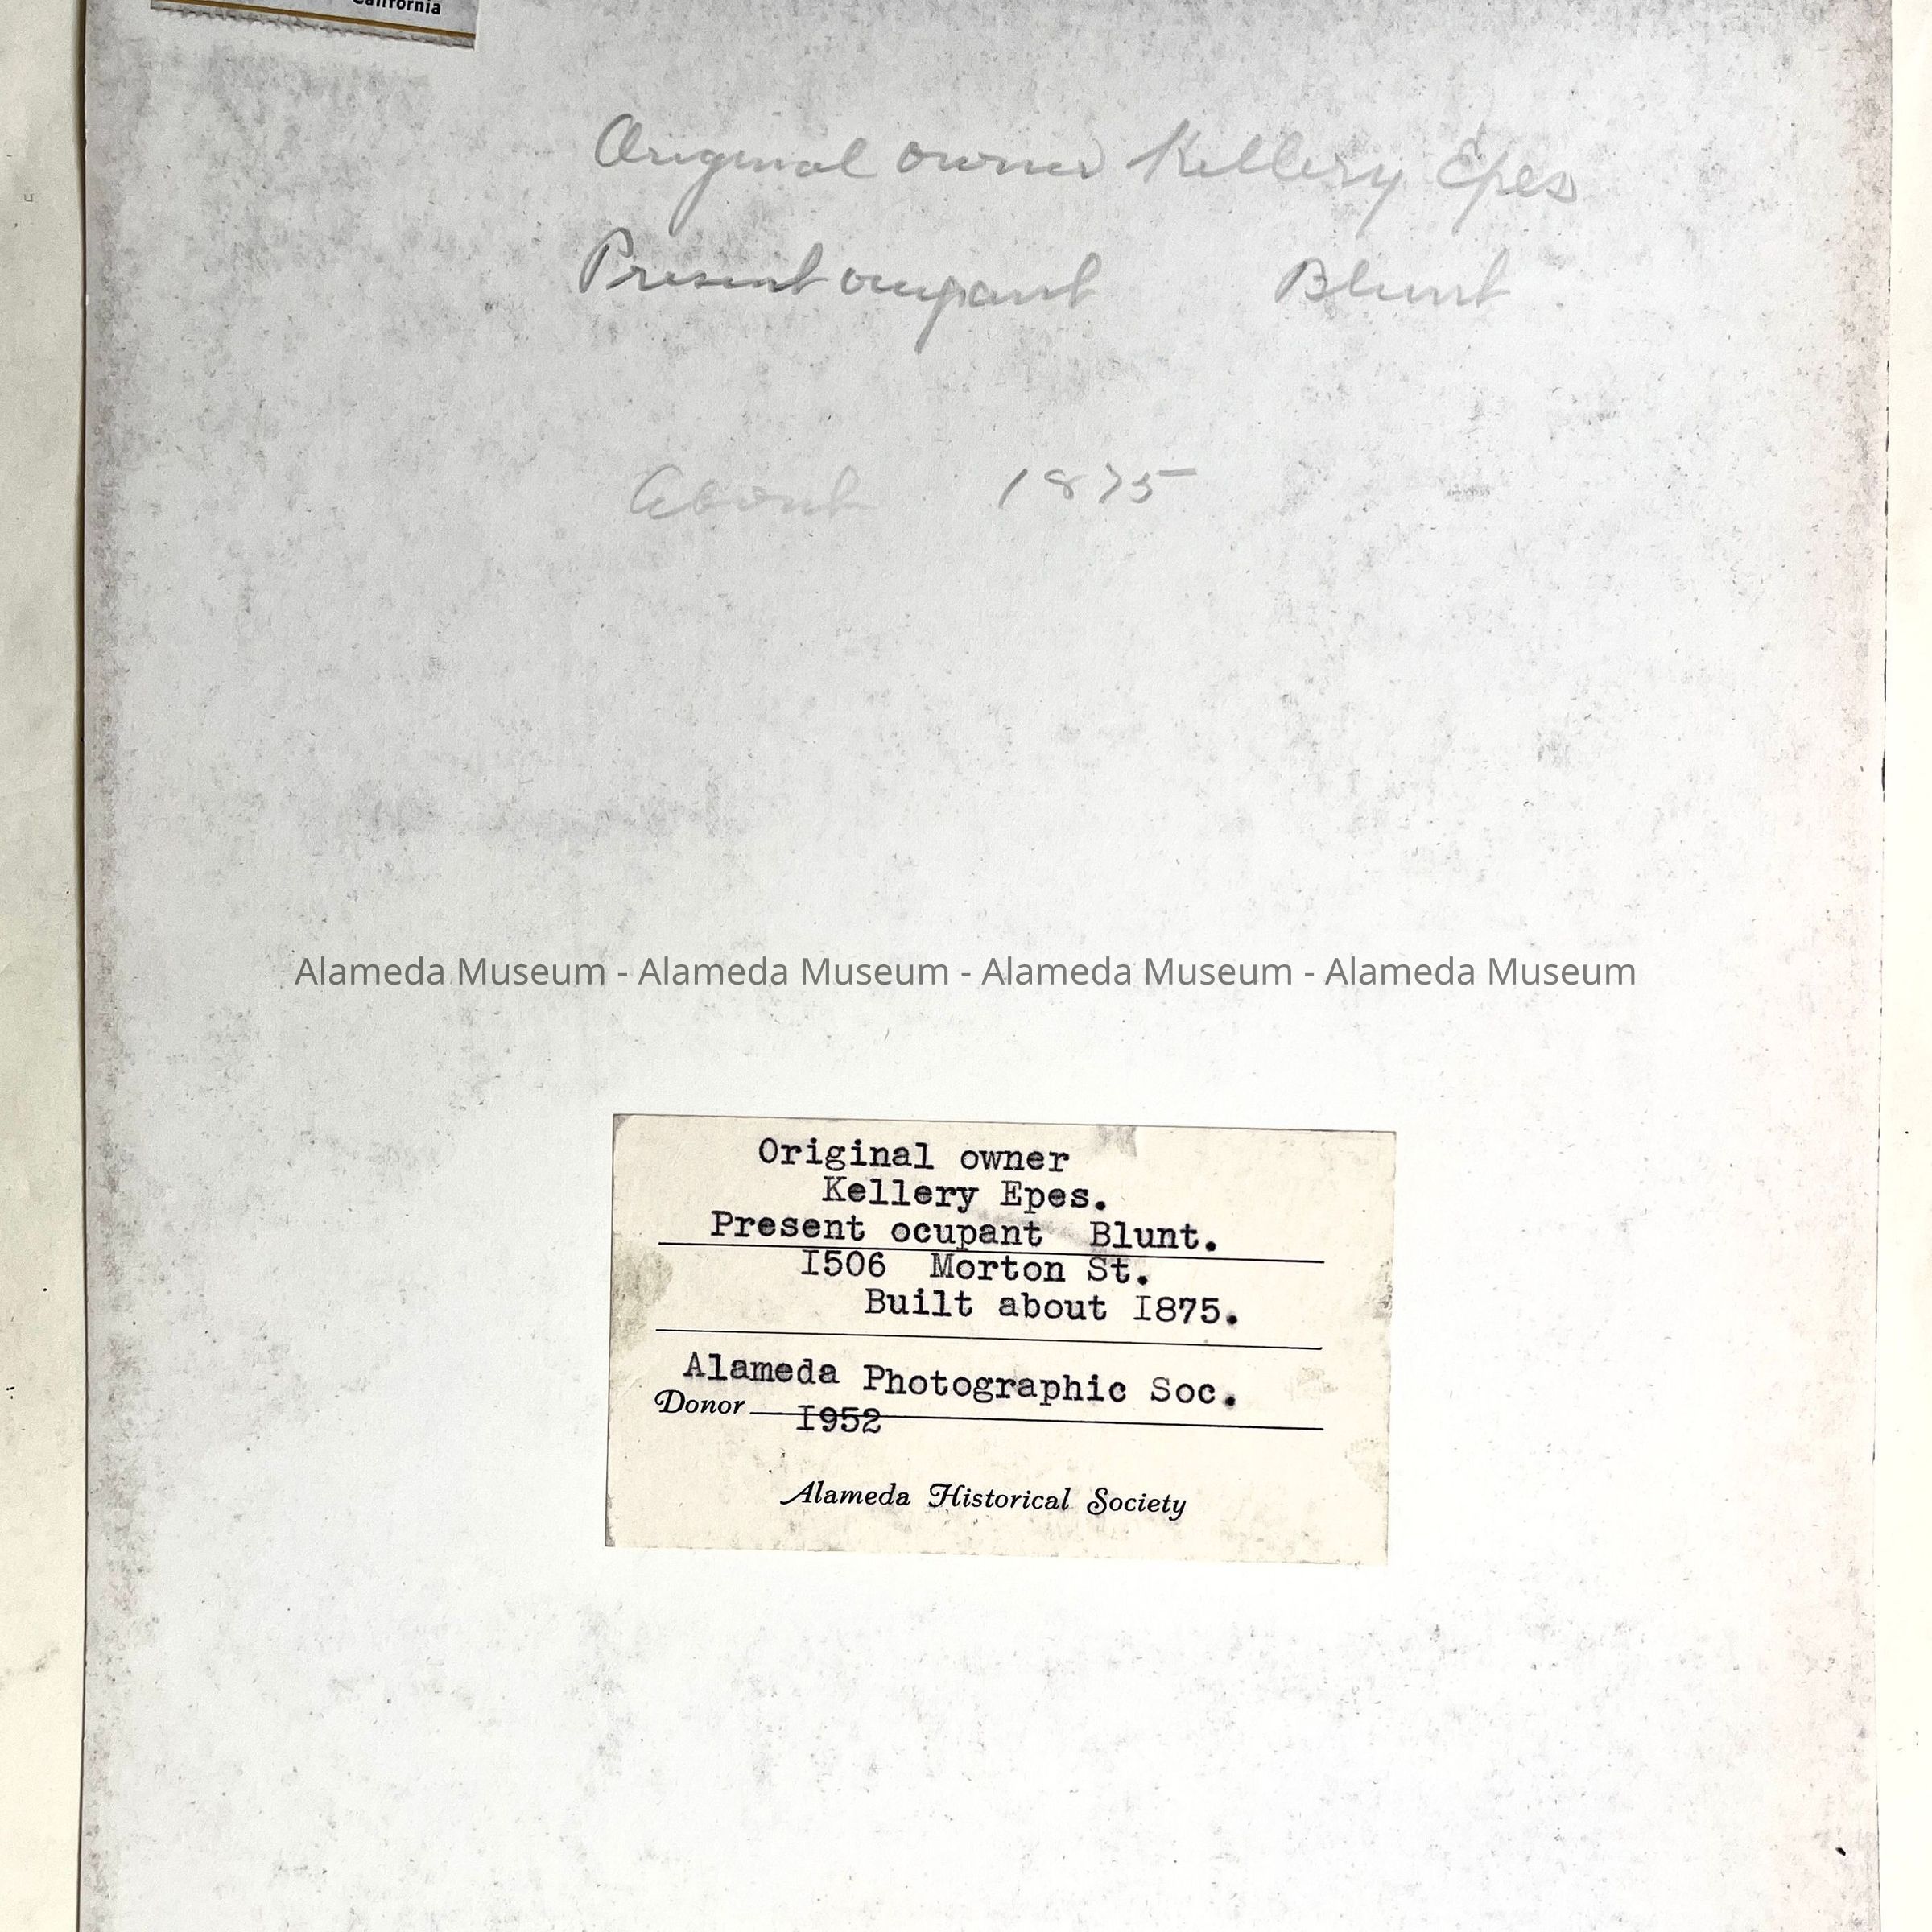 California
Original owner Kellery Epes
Present ocupant Blunt
About 1875
Alameda Museum - Alameda Museum - Alameda Museum - Alameda Museum
Original owner
Kellery Epes.
Present ocupant Blunt.
I506 Morton St.
Built about I875.
Alameda Photographic Soc.
Donor I952
Alameda Historical Society